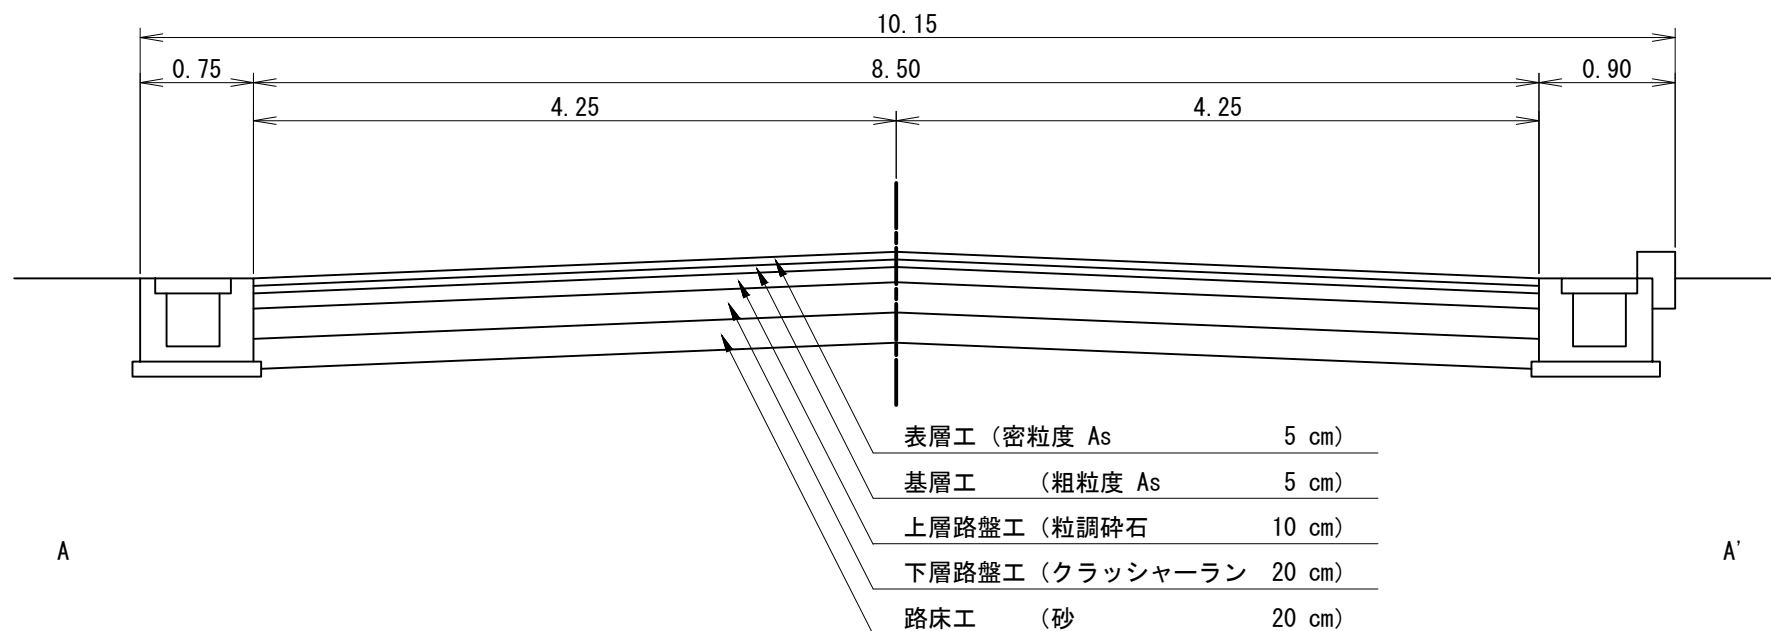 10.15
0.75 8.50 0.90
4.25 4.25
表層工（密粒度 As 5 cm）
基層工 （粗粒度 As 5 cm）
上層路盤工（粒調砕石 10 cm）
A A'
下層路盤工（クラッシャーラン 20 cm）
路床工 （砂 20 cm）